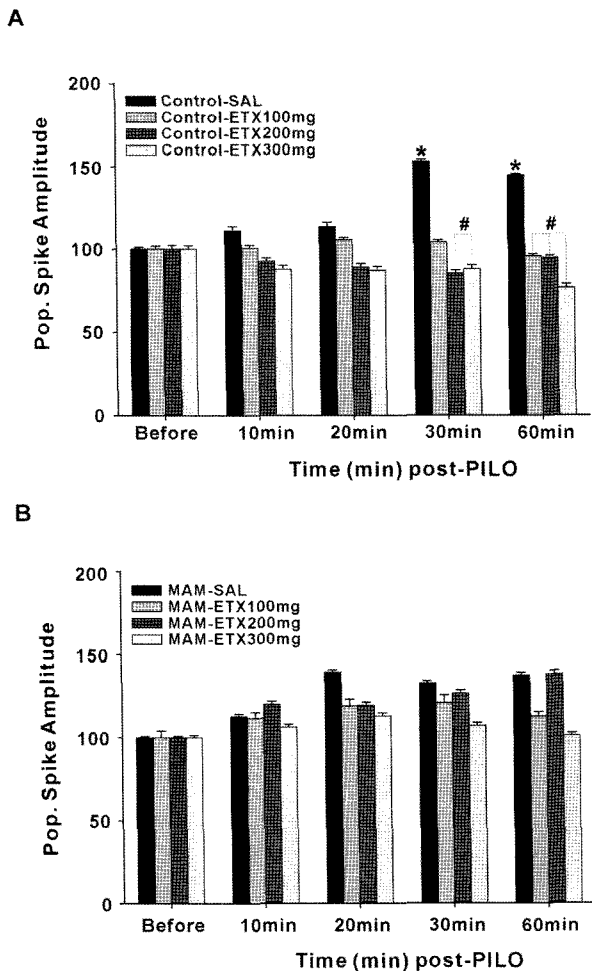 A
200
150
100
50
0
Pop. Spike Amplitude
Control-SAL
Control-ETX100mg
Control-ETX200mg
Control-ETX300mg
*
*
#
#
Before 10min 20min 30min 60min
Time (min) post-PILO
B
200
150
100
50
0
Pop. Spike Amplitude
MAM-SAL
MAM-ETX100mg
MAM-ETX200mg
MAM-ETX300mg
Before 10min 20min 30min 60min
Time (min) post-PILO